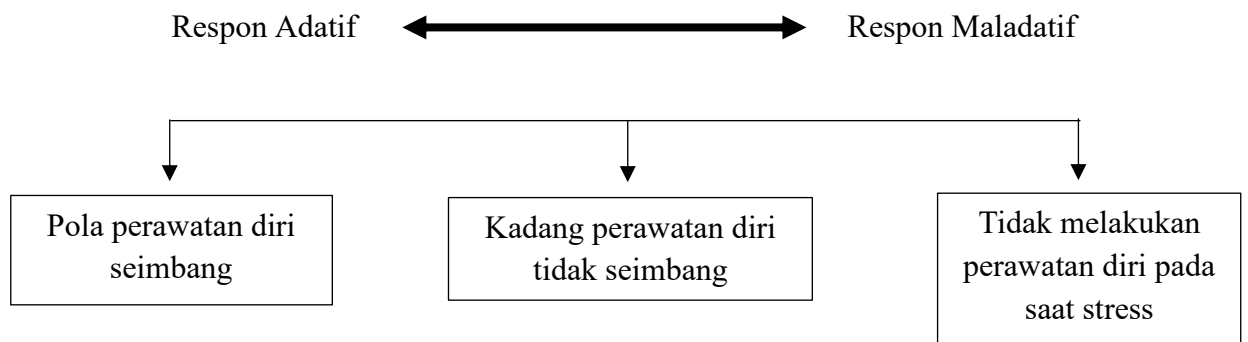 Respon Adatif
Respon Maladatif
Pola perawatan diri
seimbang
Kadang perawatan diri
tidak seimbang
Tidak melakukan
perawatan diri pada
saat stress